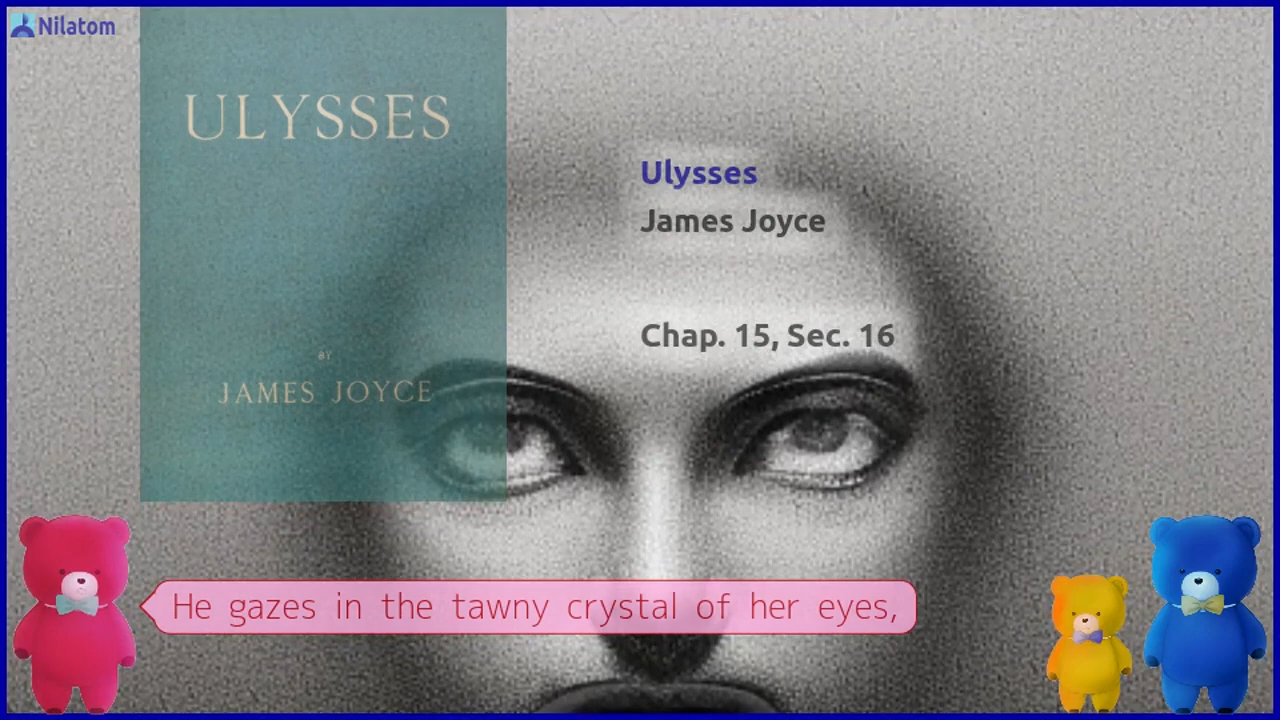 Nilatom
ULYSSES
BY
JAMES JOYCE
Ulysses
James Joyce
Chap. 15, Sec. 16
He gazes in the tawny crystal of her eyes,